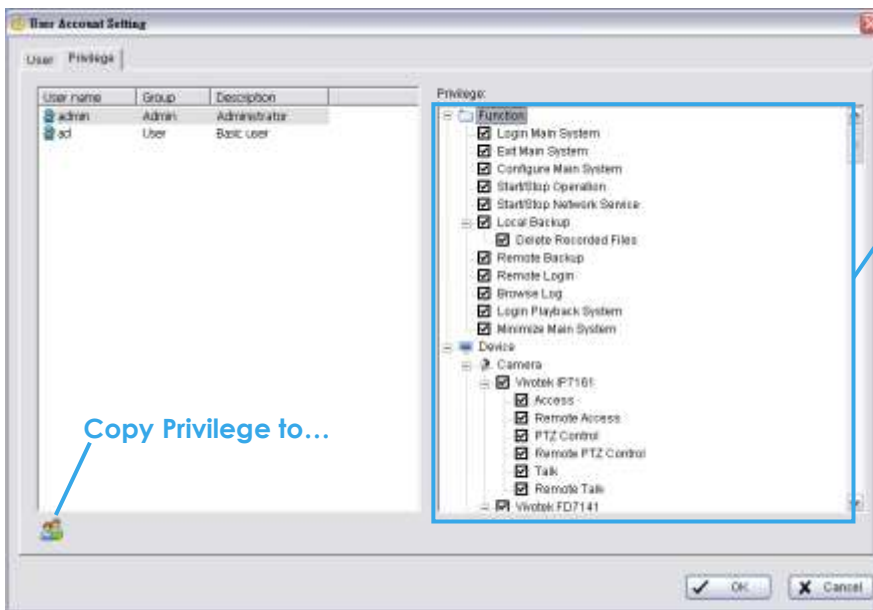 User Account Setting
User Privilege
User name Group Description
admin Admin Administrator
acl User Basic user
Copy Privilege to...
Privilege:
Function
Login Main System
Exit Main System
Configure Main System
Start/Stop Operation
Start/Stop Network Service
Local Backup
Delete Recorded Files
Remote Backup
Remote Login
Browse Log
Login Playback System
Minimize Main System
Device
Camera
Vivotek IP7161
Access
Remote Access
PTZ Control
Remote PTZ Control
Talk
Remote Talk
Vivotek FD7141
OK Cancel